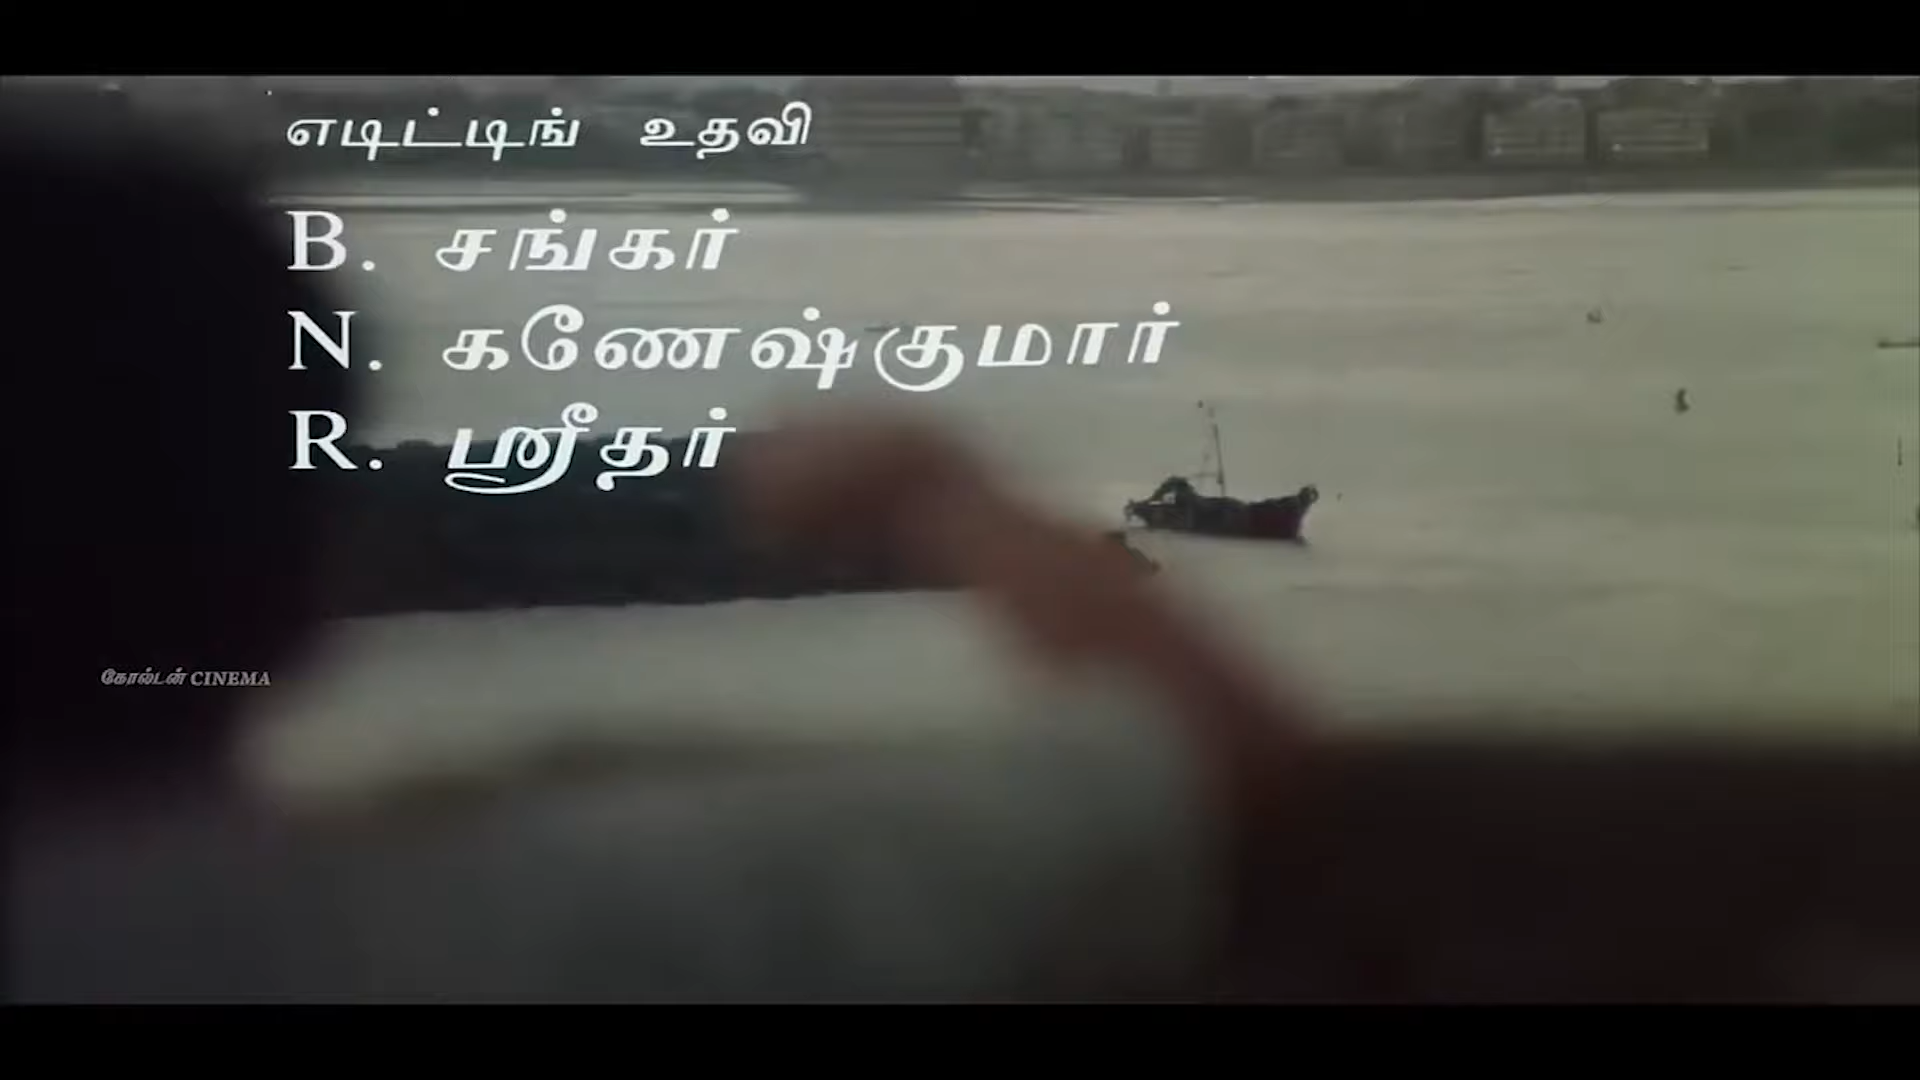 எடிட்டிங் உதவி
B. சங்கர்
N. கணேஷ்குமார்
R. ஸ்ரீதர்
கோல்டன் CINEMA